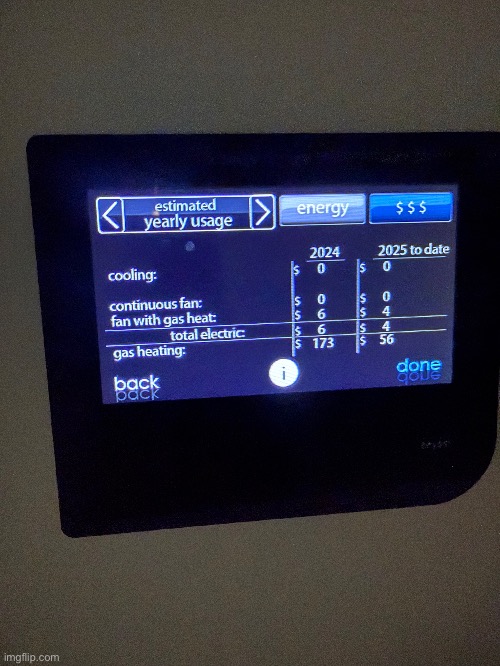 estimated
yearly usage
energy
$ $ $
2024 2025 to date
cooling: $ 0 $ 0
continuous fan: $ 0 $ 0
fan with gas heat: $ 6 $ 4
total electric: $ 6 $ 4
gas heating: $ 173 $ 56
back
i
done
imgflip.com